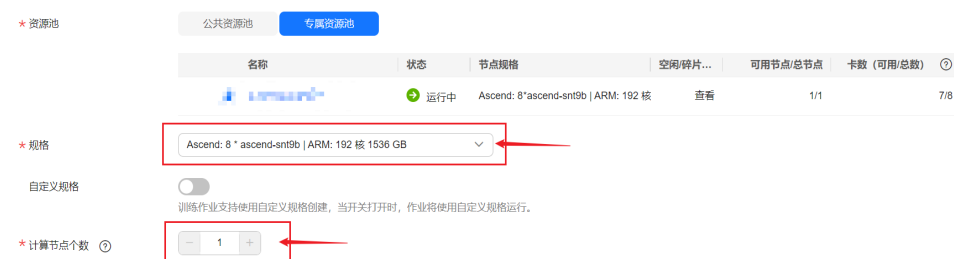 * 资源池 公共资源池 专属资源池
名称 状态 节点规格 空闲/碎片... 可用节点/总节点 卡数（可用/总数） ?
运行中 Ascend: 8*ascend-snt9b | ARM: 192 核 查看 1/1 7/8
* 规格 Ascend: 8 * ascend-snt9b | ARM: 192 核 1536 GB
自定义规格
训练作业支持使用自定义规格创建，当开关打开时，作业将使用自定义规格运行。
* 计算节点个数 ? − 1 +